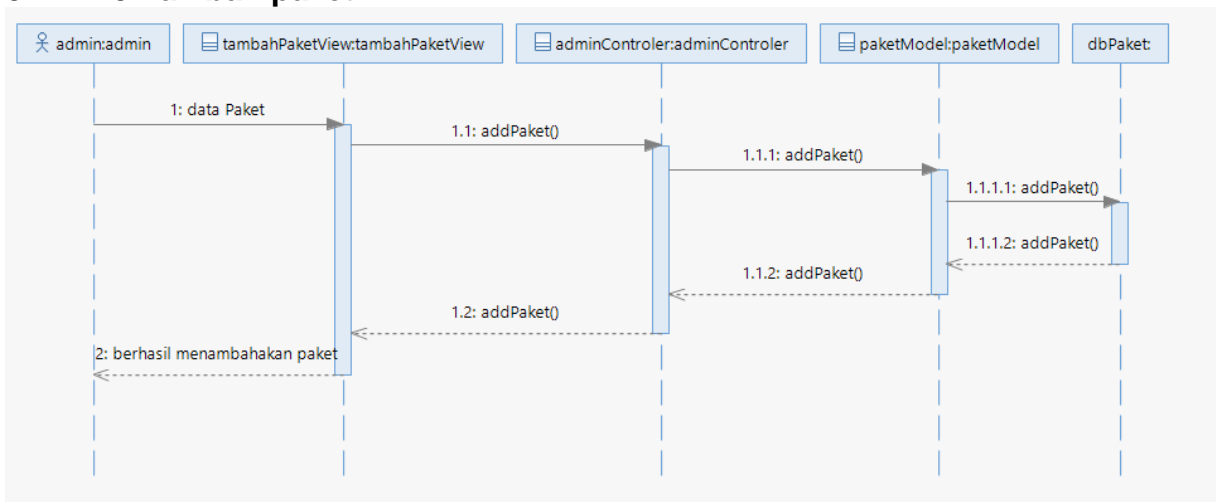 admin:admin
tambahPaketView:tambahPaketView
adminControler:adminControler
paketModel:paketModel
dbPaket:
1: data Paket
1.1: addPaket()
1.1.1: addPaket()
1.1.1.1: addPaket()
1.1.1.2: addPaket()
1.1.2: addPaket()
1.2: addPaket()
2: berhasil menambahakan paket